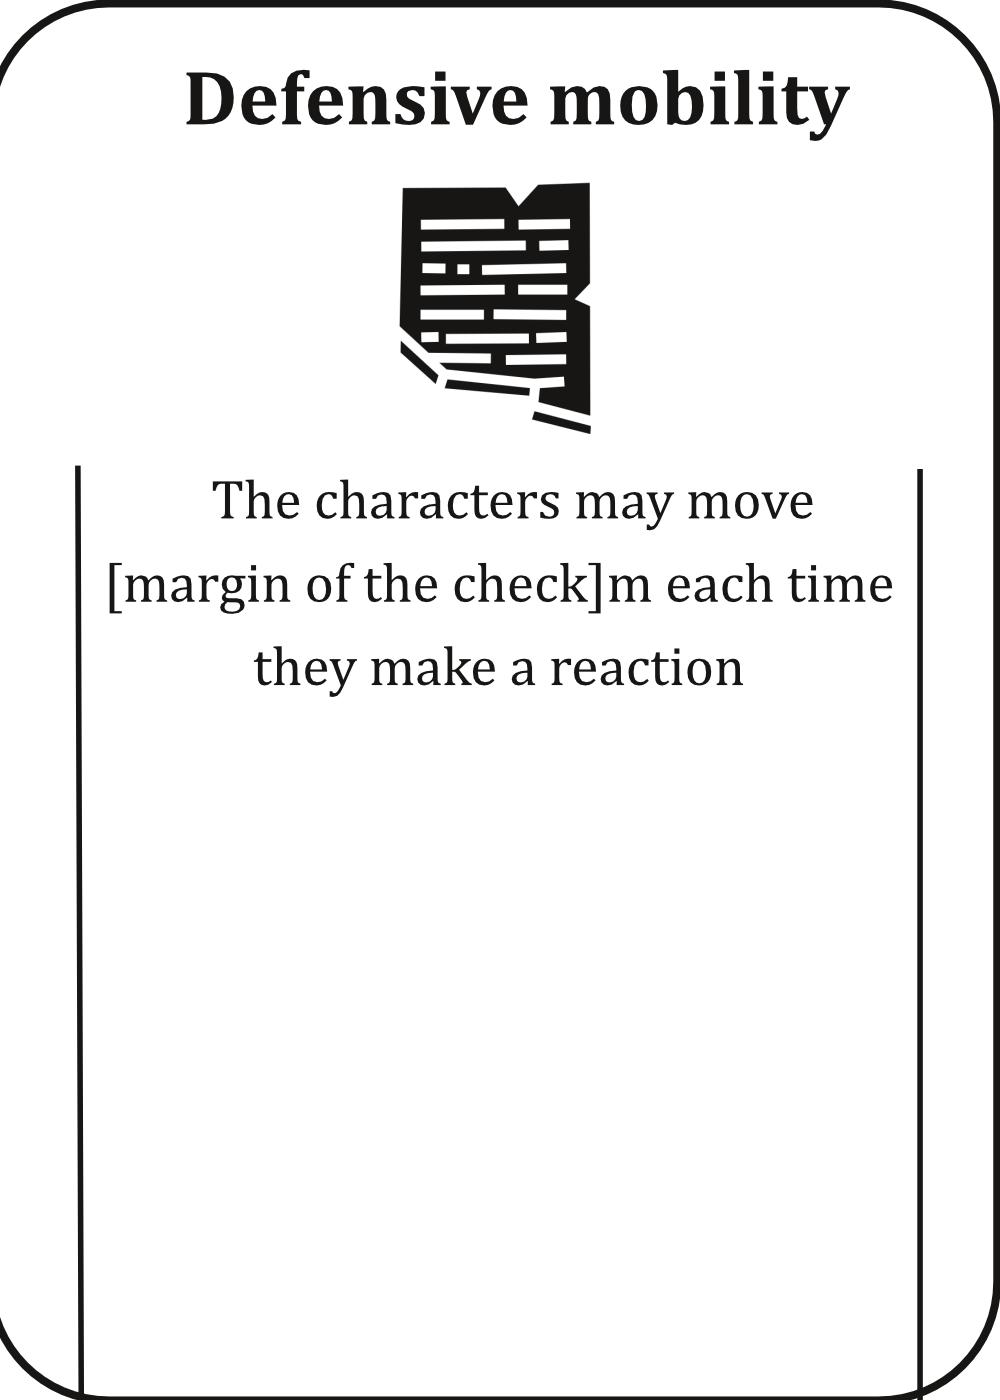 Defensive mobility
The characters may move
[margin of the check]m each time
they make a reaction